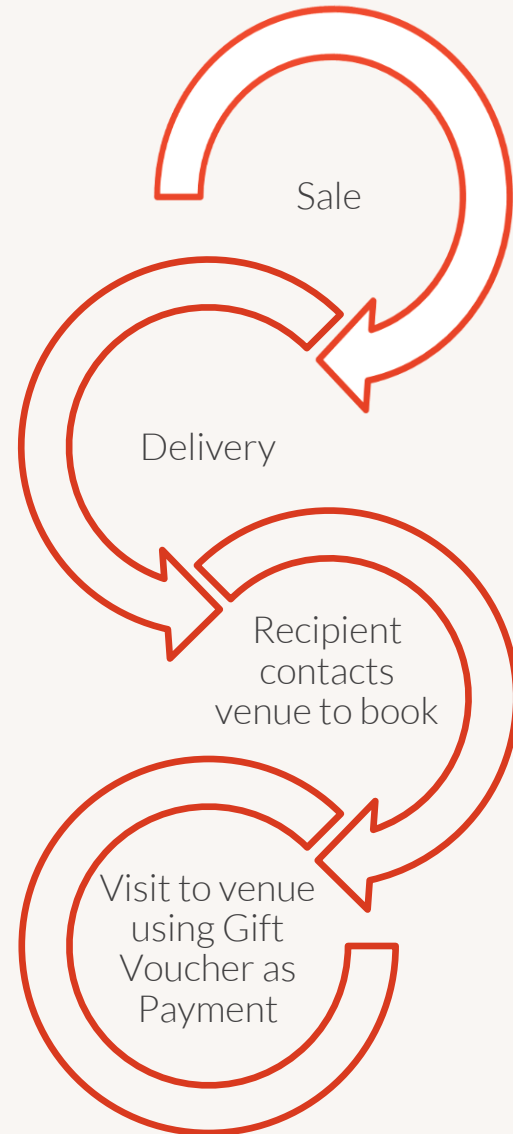 Sale
Delivery
Recipient
contacts
venue to book
Visit to venue
using Gift
Voucher as
Payment